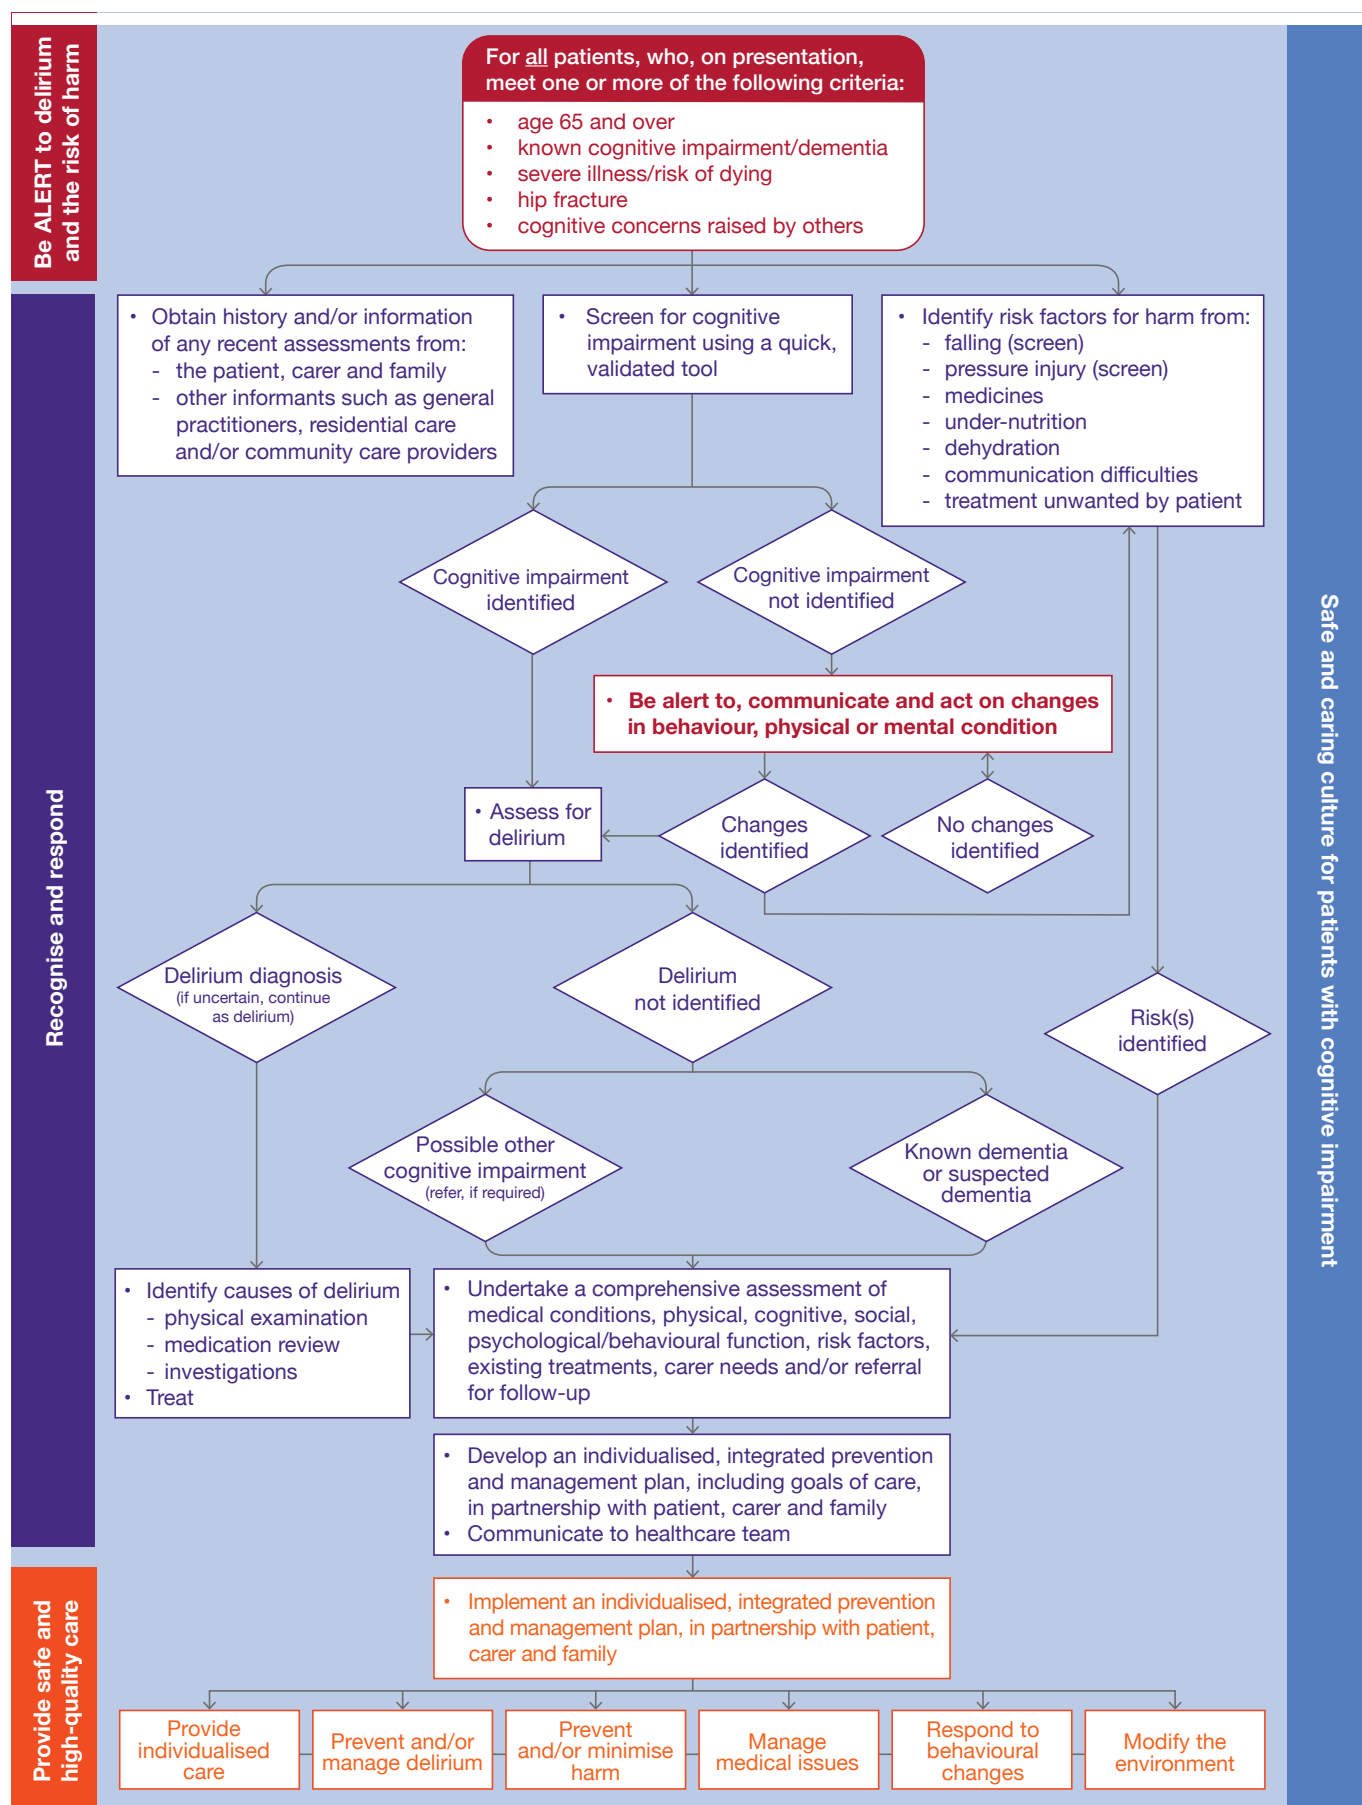 Be ALERT to delirium
and the risk of harm
For all patients, who, on presentation,
meet one or more of the following criteria:
• age 65 and over
• known cognitive impairment/dementia
• severe illness/risk of dying
• hip fracture
• cognitive concerns raised by others
Recognise and respond
• Obtain history and/or information
of any recent assessments from:
- the patient, carer and family
- other informants such as general
practitioners, residential care
and/or community care providers
• Screen for cognitive
impairment using a quick,
validated tool
• Identify risk factors for harm from:
- falling (screen)
- pressure injury (screen)
- medicines
- under-nutrition
- dehydration
- communication difficulties
- treatment unwanted by patient
Cognitive impairment
identified
Cognitive impairment
not identified
• Be alert to, communicate and act on changes
in behaviour, physical or mental condition
• Assess for
delirium
Changes
identified
No changes
identified
Delirium diagnosis
(if uncertain, continue
as delirium)
Delirium
not identified
Risk(s)
identified
Possible other
cognitive impairment
(refer, if required)
Known dementia
or suspected
dementia
• Identify causes of delirium
- physical examination
- medication review
- investigations
• Treat
• Undertake a comprehensive assessment of
medical conditions, physical, cognitive, social,
psychological/behavioural function, risk factors,
existing treatments, carer needs and/or referral
for follow-up
• Develop an individualised, integrated prevention
and management plan, including goals of care,
in partnership with patient, carer and family
• Communicate to healthcare team
Provide safe and
high-quality care
• Implement an individualised, integrated prevention
and management plan, in partnership with patient,
carer and family
Provide
individualised
care
Prevent and/or
manage delirium
Prevent
and/or minimise
harm
Manage
medical issues
Respond to
behavioural
changes
Modify the
environment
Safe and caring culture for patients with cognitive impairment